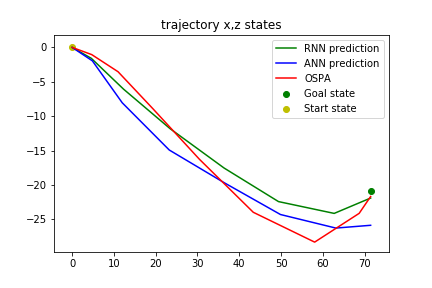 trajectory x,z states
RNN prediction
ANN prediction
OSPA
Goal state
Start state
0
−5
−10
−15
−20
−25
0 10 20 30 40 50 60 70